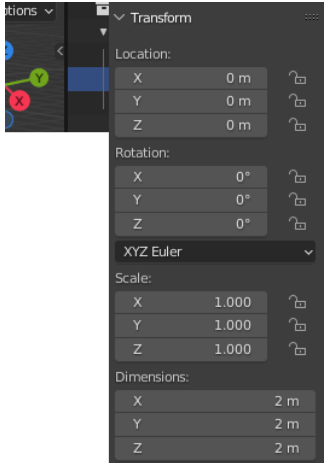 otions
Transform
Location:
X 0 m
Y 0 m
Z 0 m
Rotation:
X 0°
Y 0°
Z 0°
XYZ Euler
Scale:
X 1.000
Y 1.000
Z 1.000
Dimensions:
X 2 m
Y 2 m
Z 2 m
Y
X